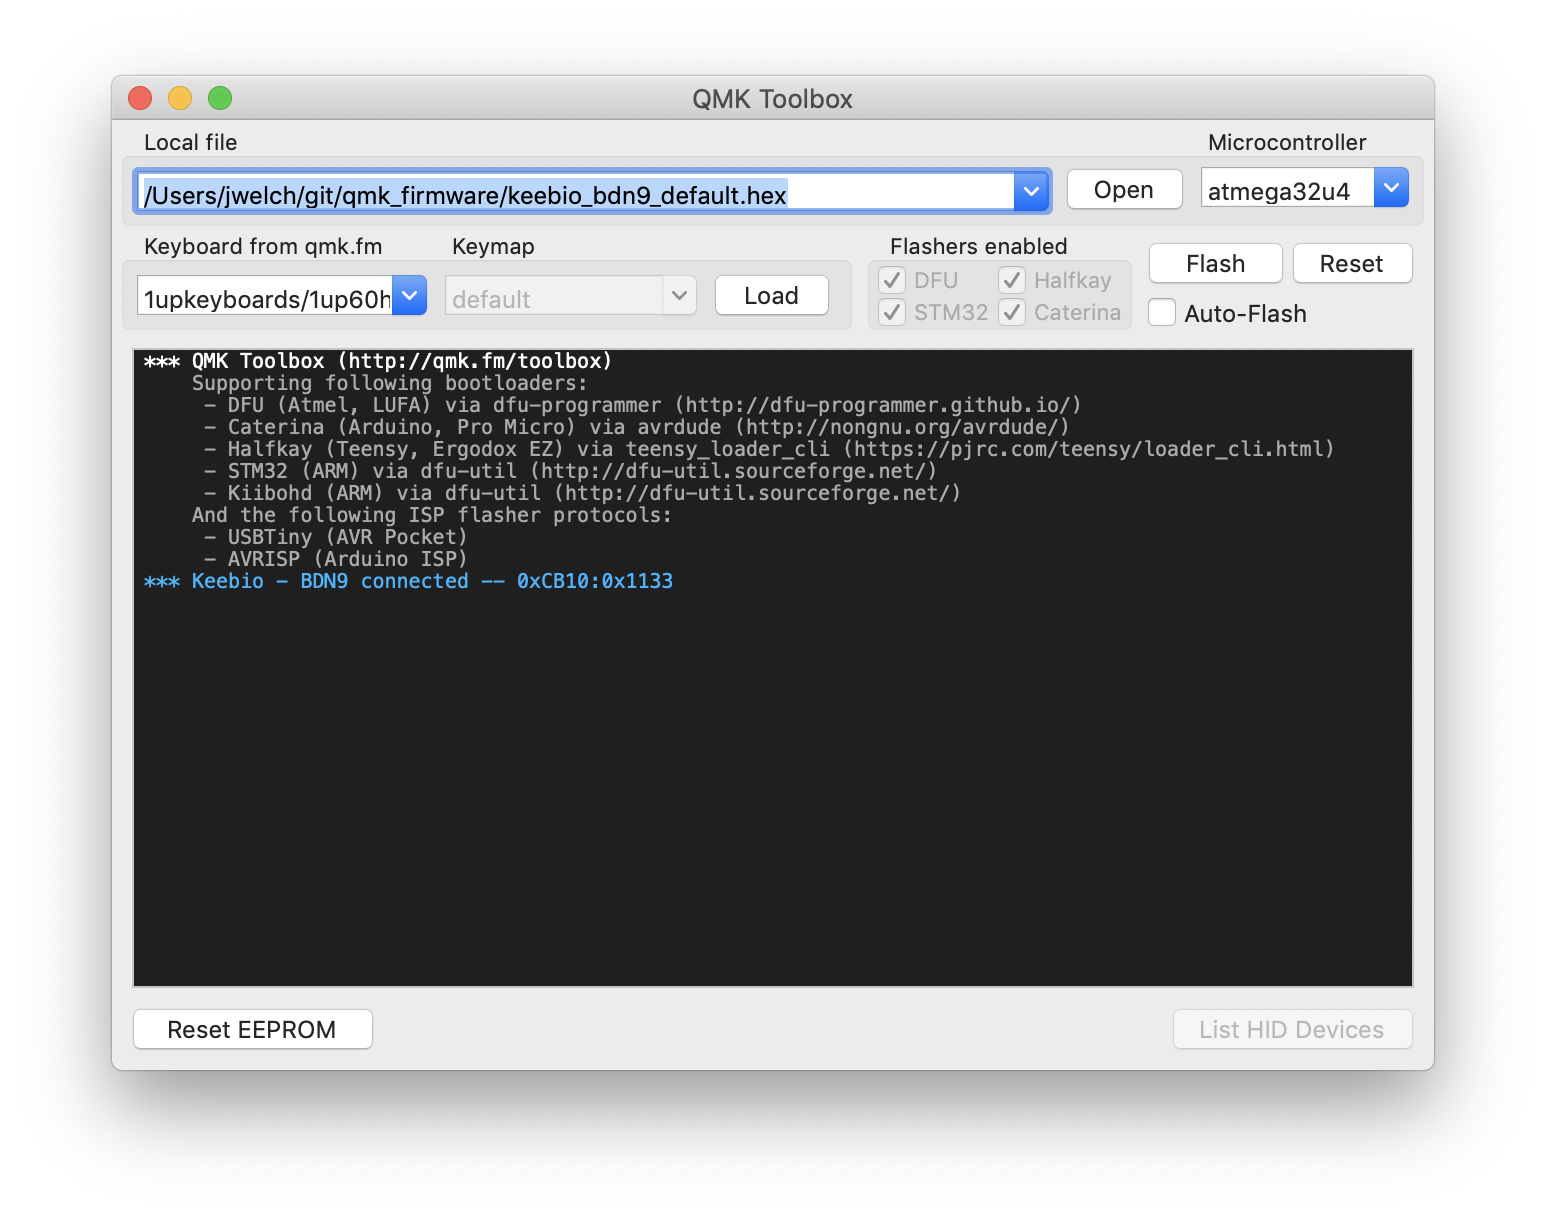 QMK Toolbox
Local file
Microcontroller
/Users/jwelch/git/qmk_firmware/keebio_bdn9_default.hex
Open
atmega32u4
Keyboard from qmk.fm
Keymap
Flashers enabled
Flash
Reset
1upkeyboards/1up60h
default
Load
DFU
Halfkay
STM32
Caterina
Auto-Flash
*** QMK Toolbox (http://qmk.fm/toolbox)
Supporting following bootloaders:
– DFU (Atmel, LUFA) via dfu-programmer (http://dfu-programmer.github.io/)
– Caterina (Arduino, Pro Micro) via avrdude (http://nongnu.org/avrdude/)
– Halfkay (Teensy, Ergodox EZ) via teensy_loader_cli (https://pjrc.com/teensy/loader_cli.html)
– STM32 (ARM) via dfu-util (http://dfu-util.sourceforge.net/)
– Kiibohd (ARM) via dfu-util (http://dfu-util.sourceforge.net/)
And the following ISP flasher protocols:
– USBTiny (AVR Pocket)
– AVRISP (Arduino ISP)
*** Keebio - BDN9 connected -- 0xCB10:0x1133
Reset EEPROM
List HID Devices